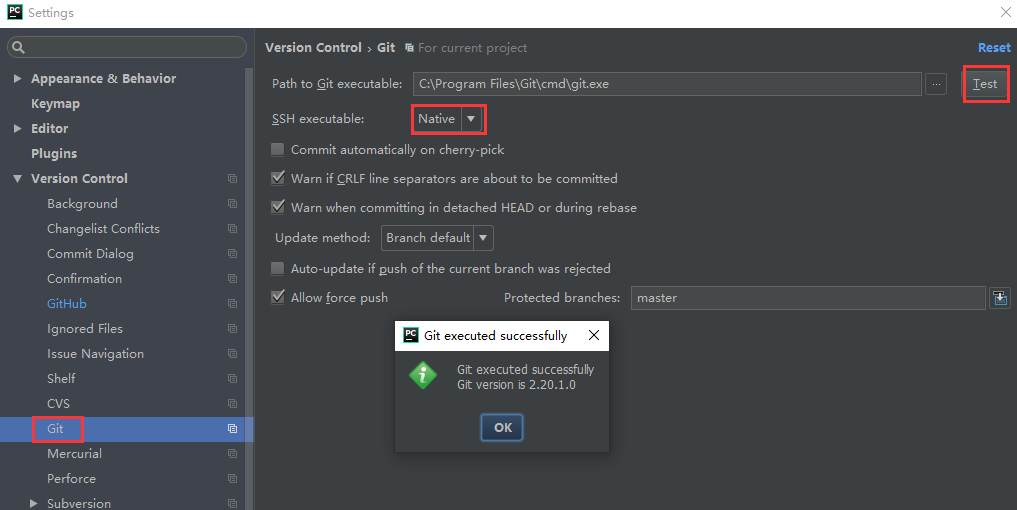 PC Settings
Version Control › Git For current project Reset
Appearance & Behavior
Keymap
Editor
Plugins
Version Control
Background
Changelist Conflicts
Commit Dialog
Confirmation
GitHub
Ignored Files
Issue Navigation
Shelf
CVS
Git
Mercurial
Perforce
Subversion
Path to Git executable: C:\Program Files\Git\cmd\git.exe ... Test
SSH executable: Native
Commit automatically on cherry-pick
Warn if CRLF line separators are about to be committed
Warn when committing in detached HEAD or during rebase
Update method: Branch default
Auto-update if push of the current branch was rejected
Allow force push Protected branches: master
PC Git executed successfully
Git executed successfully
Git version is 2.20.1.0
OK